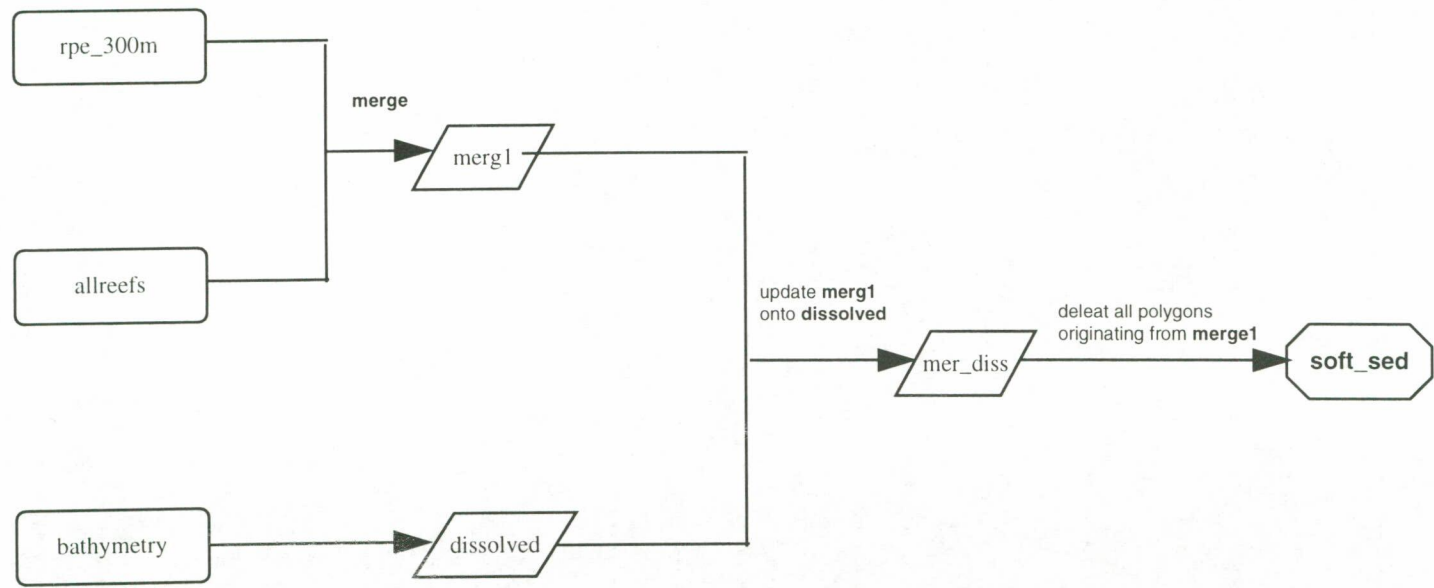 rpe_300m
merge
merg1
allreefs
update merg1
onto dissolved
deleat all polygons
originating from merge1
mer_diss
soft_sed
bathymetry
dissolved